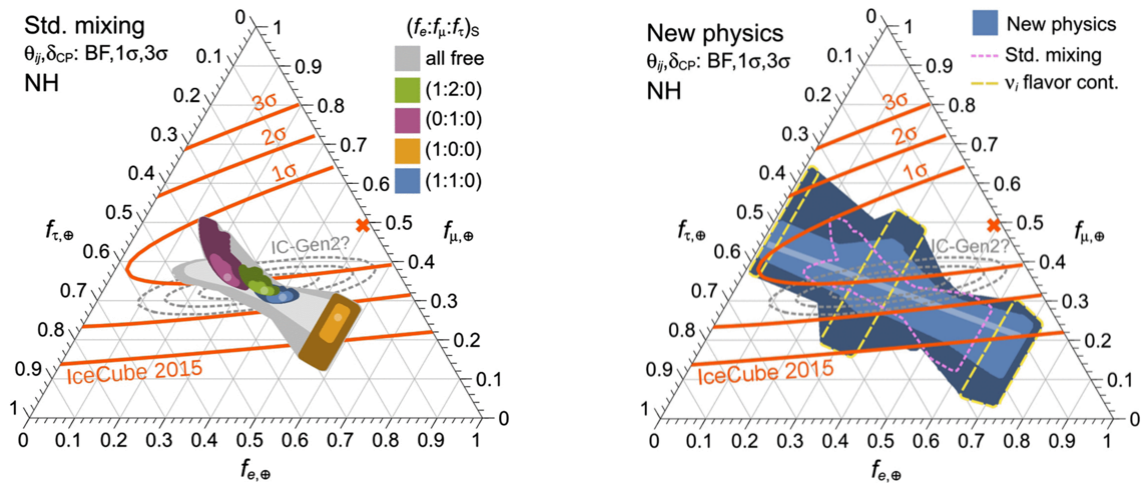 Std. mixing
θij,δCP: BF,1σ,3σ
NH
(fe:fμ:fτ)S
all free
(1:2:0)
(0:1:0)
(1:0:0)
(1:1:0)
0
0.1
0.2
0.3
0.4
0.5
0.6
0.7
0.8
0.9
1
fτ,⊕
1
0.9
0.8
0.7
0.6
0.5
0.4
0.3
0.2
0.1
0
fμ,⊕
3σ
2σ
1σ
IC-Gen2?
IceCube 2015
0
0.1
0.2
0.3
0.4
0.5
0.6
0.7
0.8
0.9
1
fe,⊕
New physics
θij,δCP: BF,1σ,3σ
NH
New physics
Std. mixing
νi flavor cont.
0
0.1
0.2
0.3
0.4
0.5
0.6
0.7
0.8
0.9
1
fτ,⊕
1
0.9
0.8
0.7
0.6
0.5
0.4
0.3
0.2
0.1
0
fμ,⊕
3σ
2σ
1σ
IC-Gen2?
IceCube 2015
0
0.1
0.2
0.3
0.4
0.5
0.6
0.7
0.8
0.9
1
fe,⊕